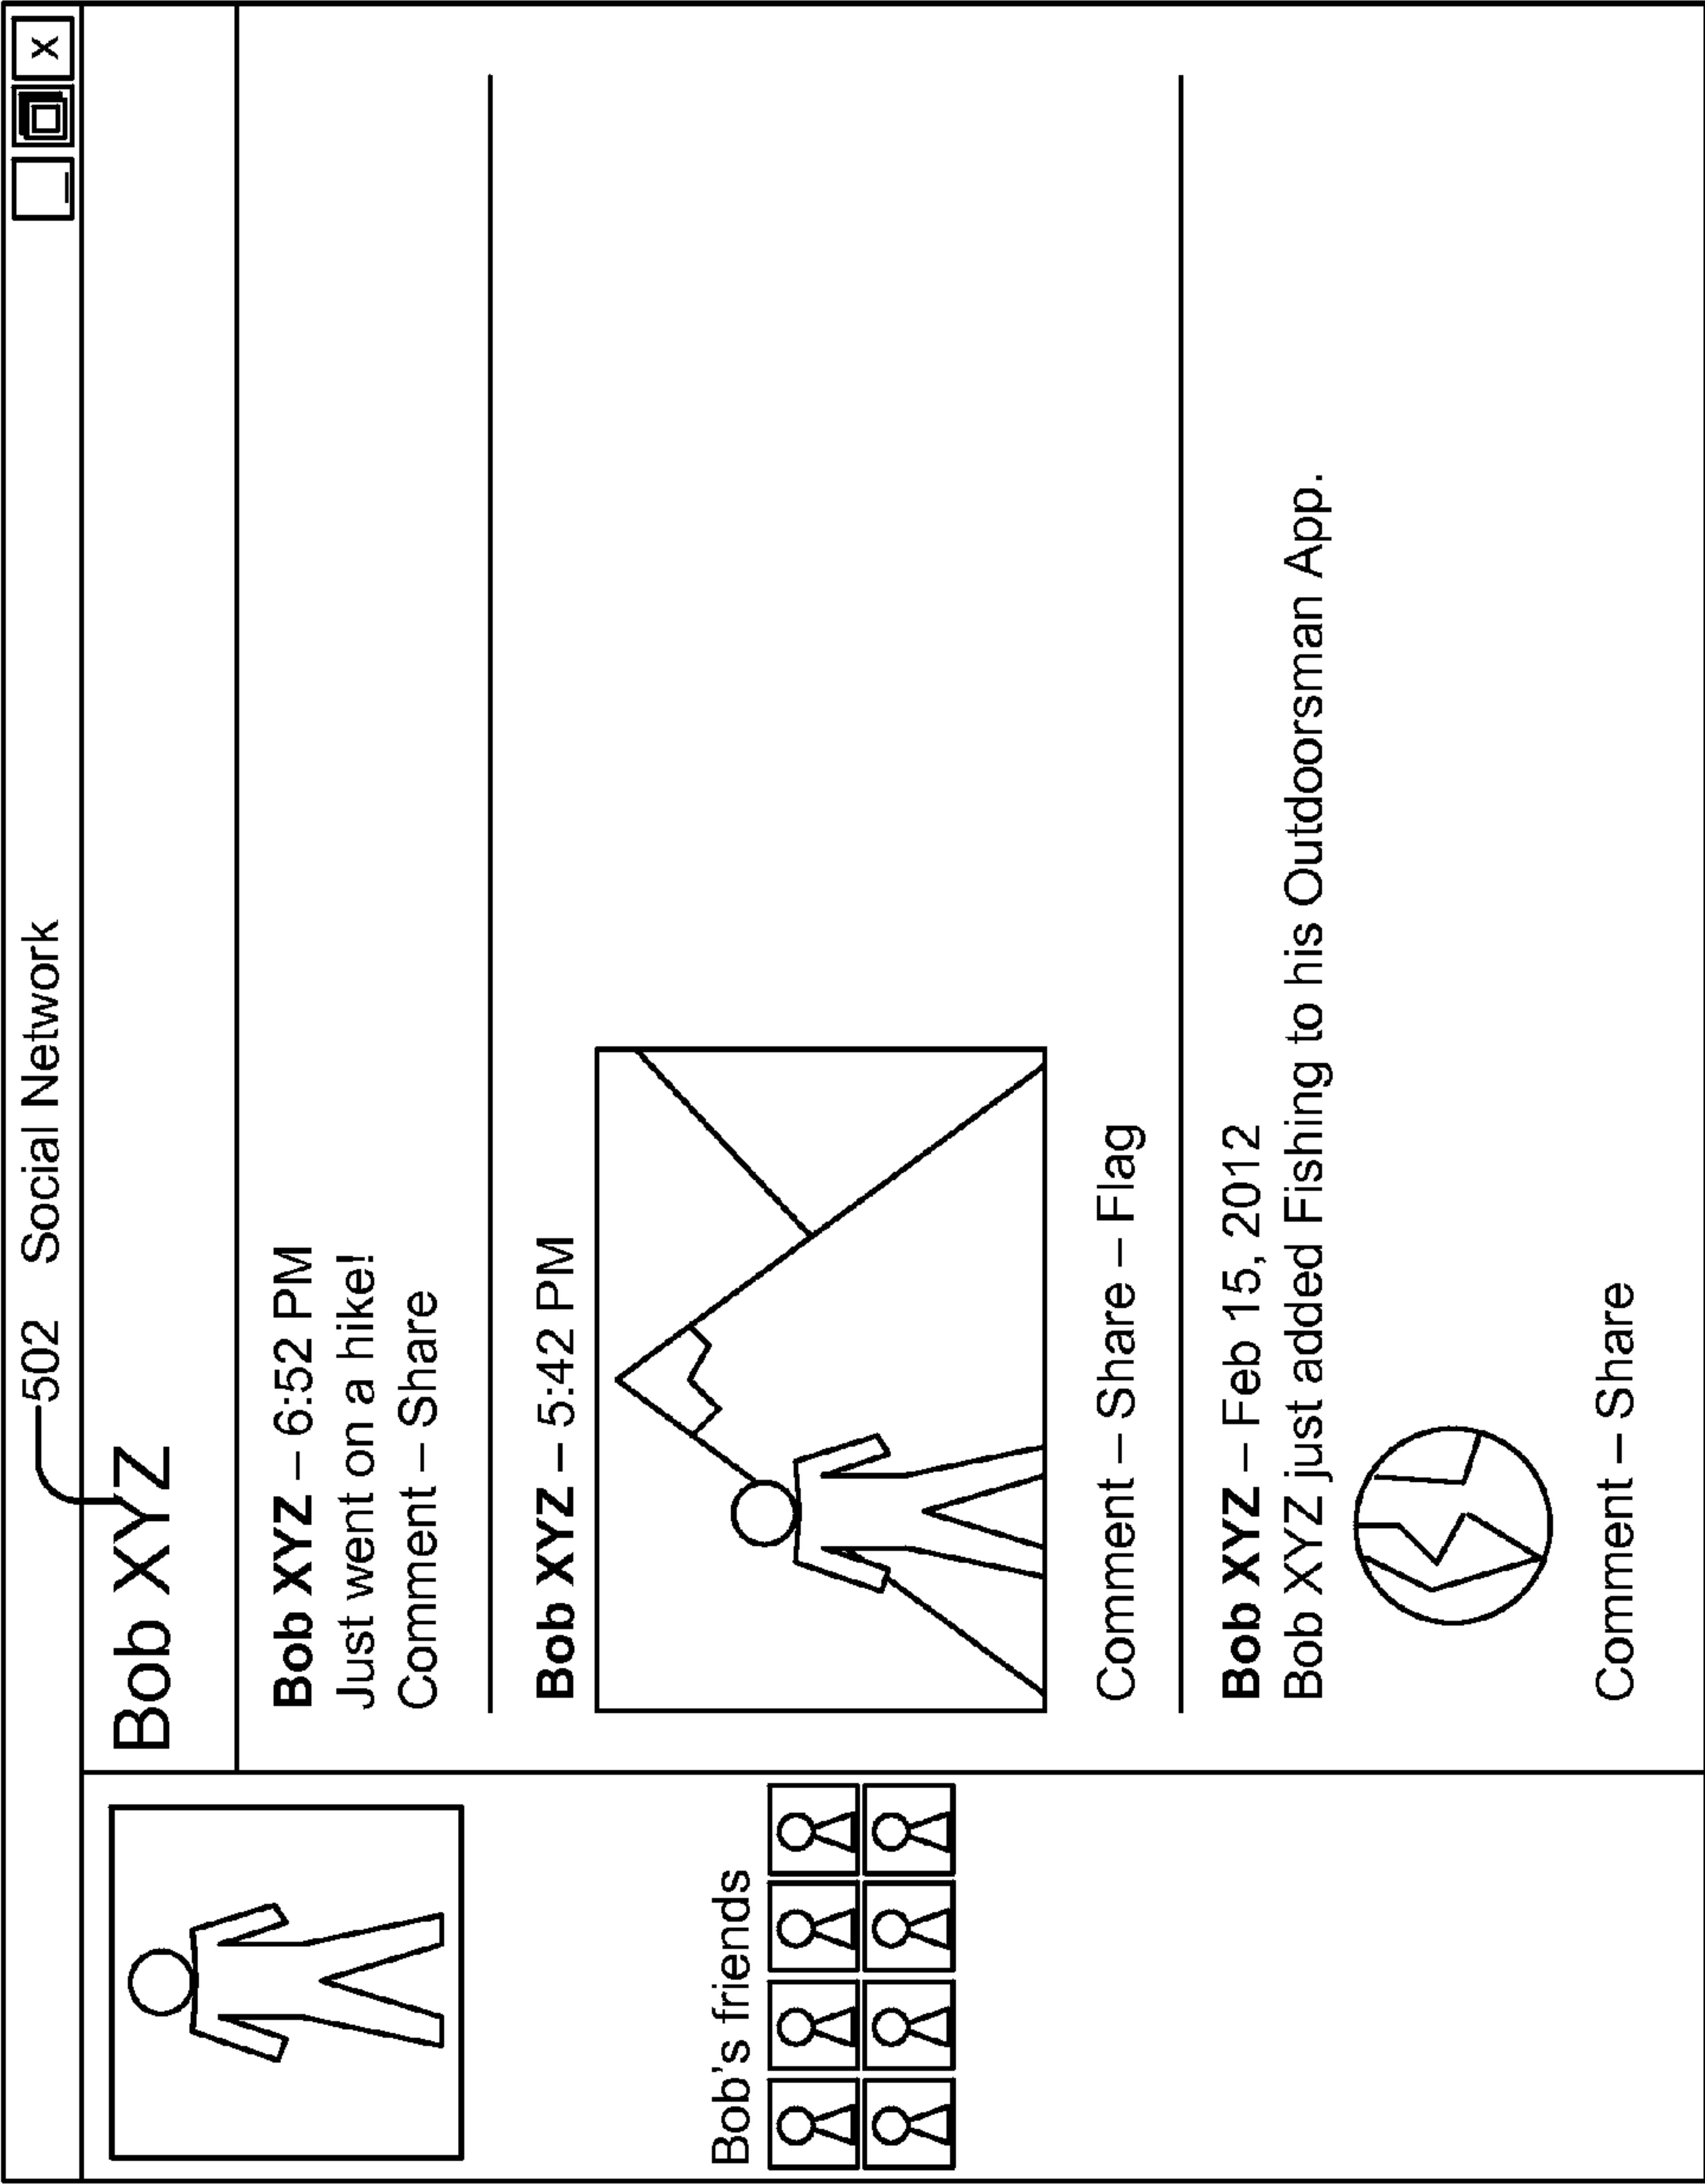 502 Social Network
X
Bob XYZ
Bob XYZ – 6:52 PM
Just went on a hike!
Comment – Share
Bob XYZ – 5:42 PM
Comment – Share – Flag
Bob XYZ – Feb 15, 2012
Bob XYZ just added Fishing to his Outdoorsman App.
Comment – Share
Bob's friends